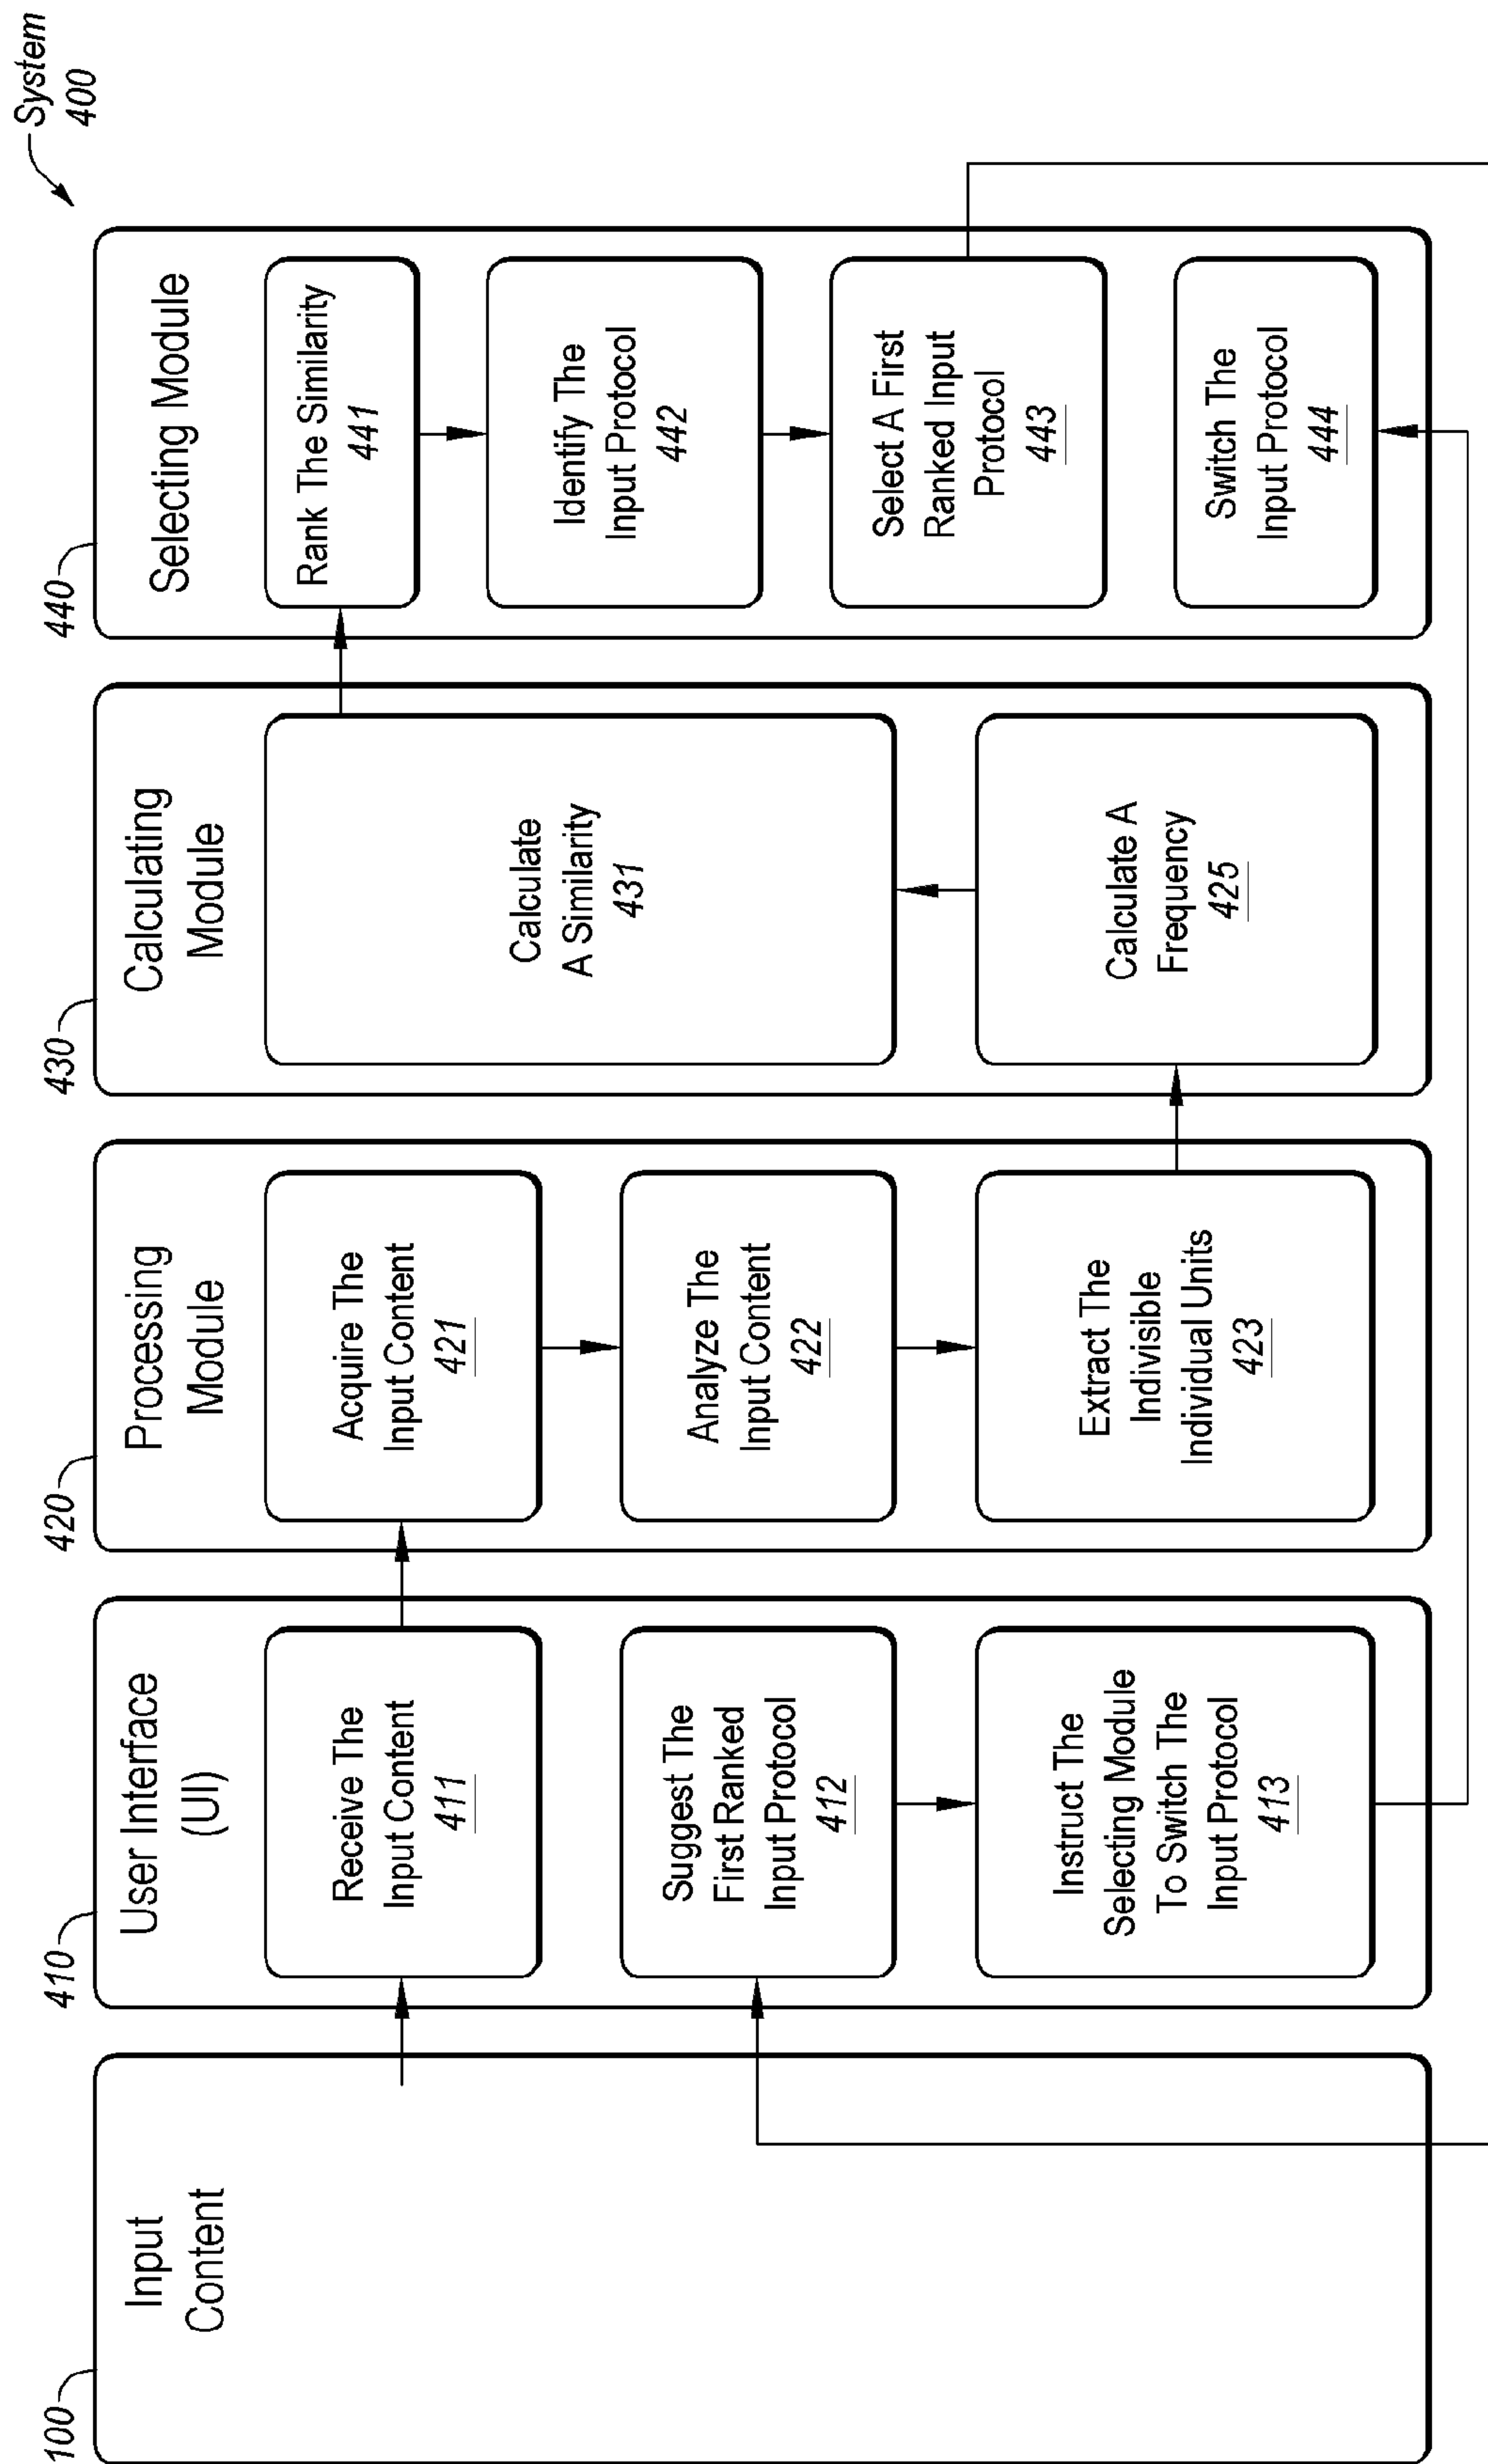 System
400
100
Input
Content
410
User Interface
(UI)
Receive The
Input Content
411
Suggest The
First Ranked
Input Protocol
412
Instruct The
Selecting Module
To Switch The
Input Protocol
413
420
Processing
Module
Acquire The
Input Content
421
Analyze The
Input Content
422
Extract The
Indivisible
Individual Units
423
430
Calculating
Module
Calculate
A Similarity
431
Calculate A
Frequency
425
440
Selecting Module
Rank The Similarity
441
Identify The
Input Protocol
442
Select A First
Ranked Input
Protocol
443
Switch The
Input Protocol
444